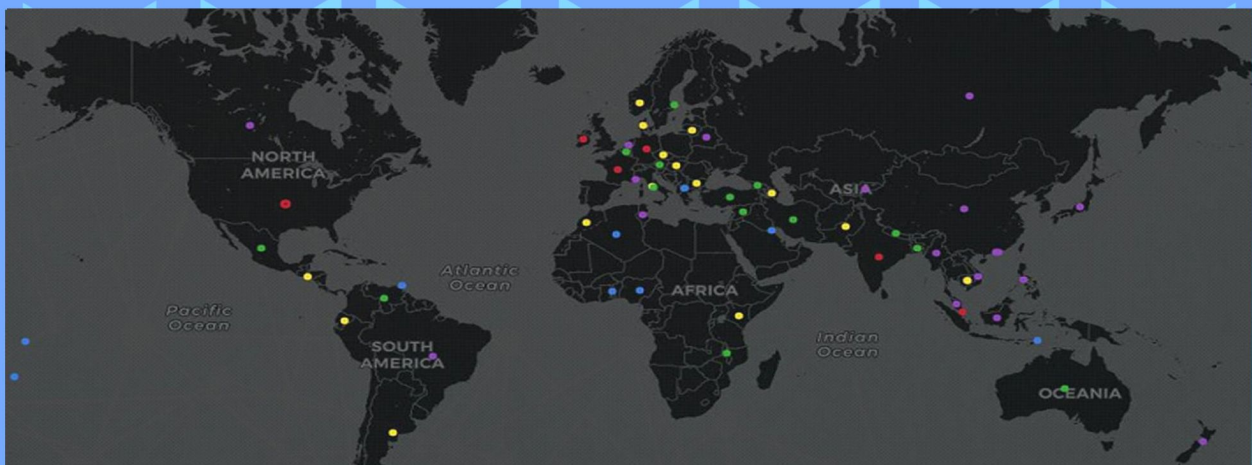 NORTH
AMERICA
ASIA
Atlantic
Ocean
AFRICA
Pacific
Ocean
Indian
Ocean
SOUTH
AMERICA
OCEANIA